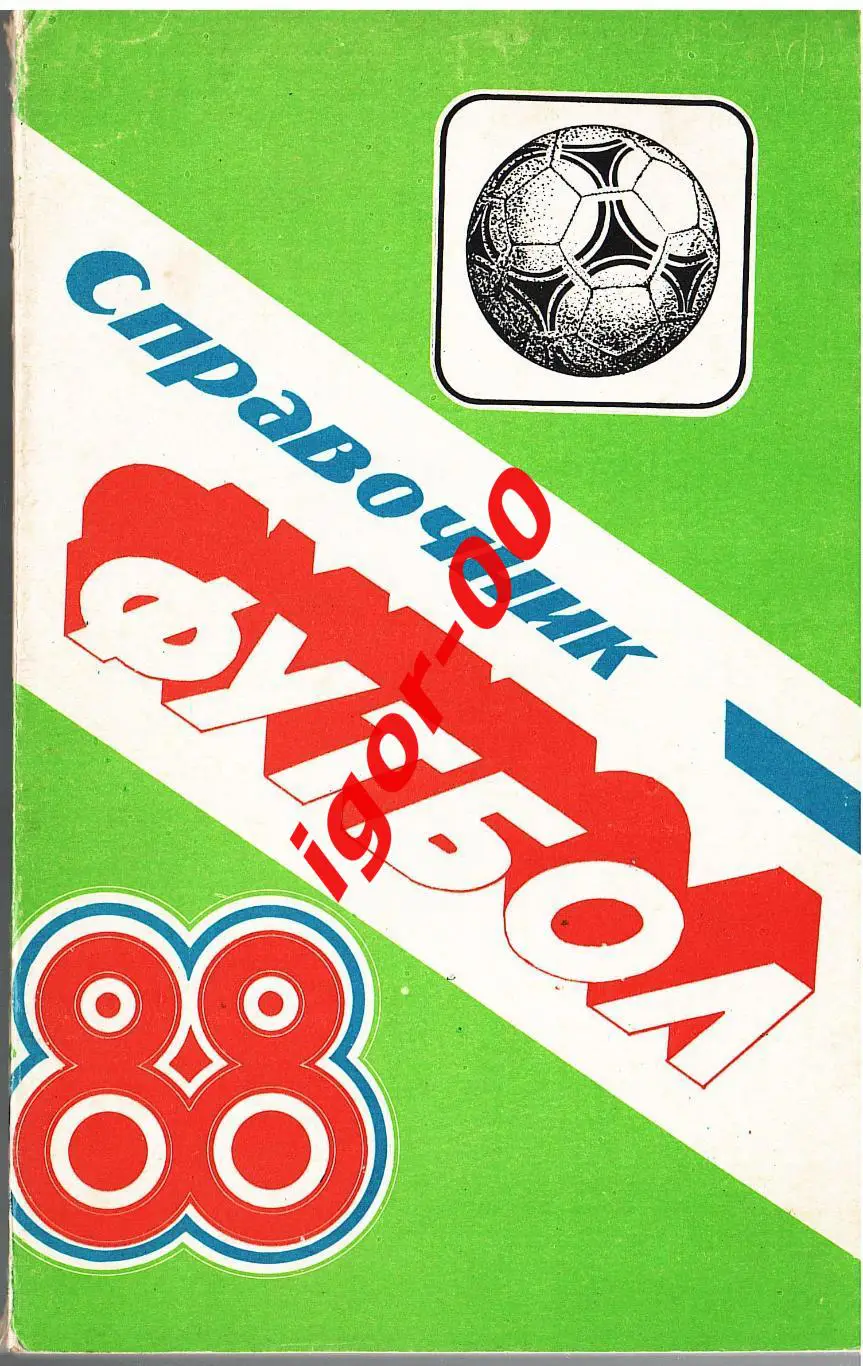 справочник
ФУТБОЛ
88
igor-00